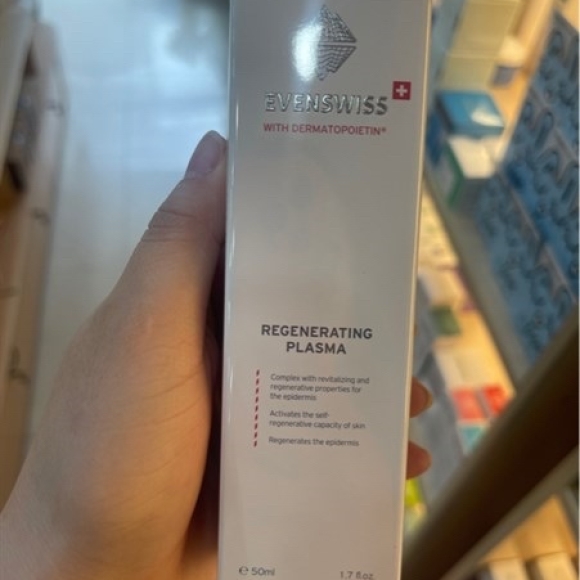 EVENSWISS
WITH DERMATOPOIETIN®
REGENERATING
PLASMA
Complex with revitalizing and
regenerative properties for
the epidermis
Activates the self-
regenerative capacity of skin
Regenerates the epidermis
℮ 50ml 1.7 fl.oz